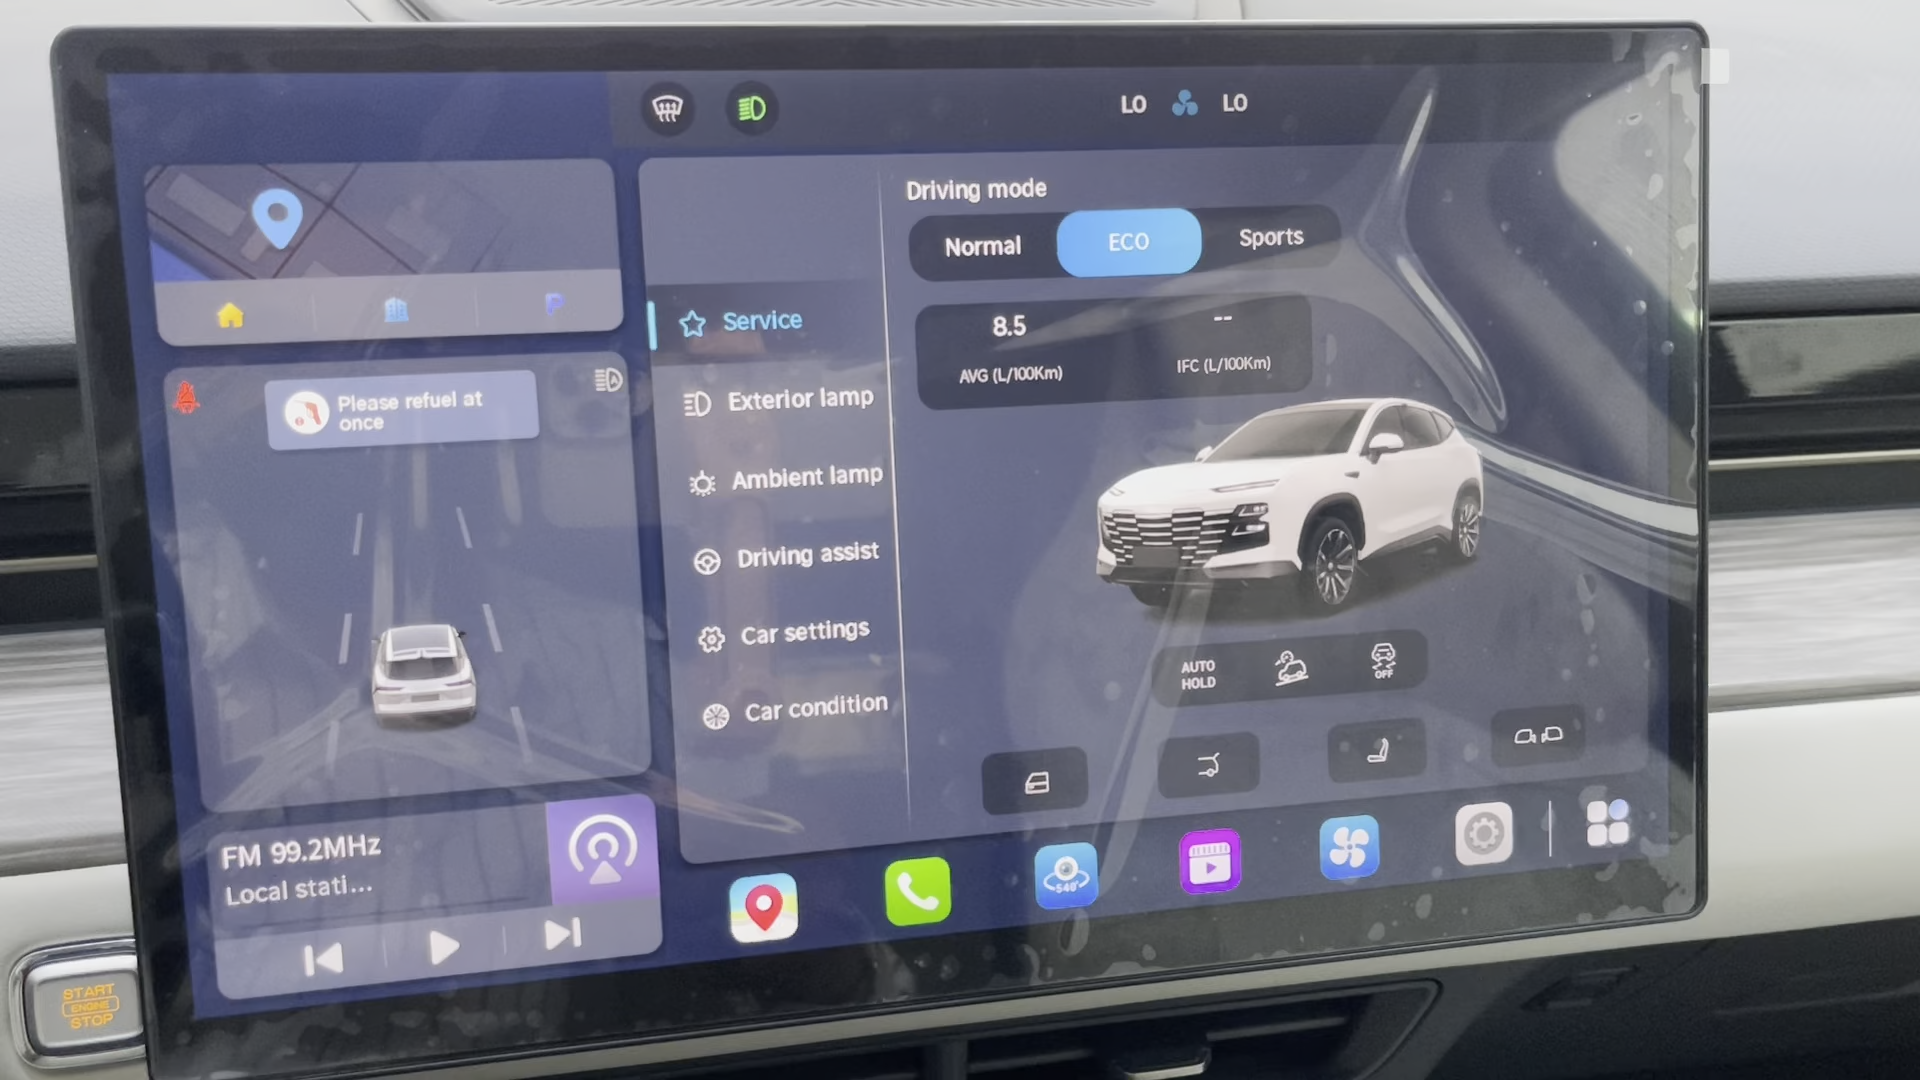 LO LO
Driving mode
Normal ECO Sports
8.5 --
AVG (L/100Km) IFC (L/100Km)
Service
Exterior lamp
Ambient lamp
Driving assist
Car settings
Car condition
Please refuel at
once
AUTO
HOLD
OFF
FM 99.2MHz
Local stati...
540°
START
ENGINE
STOP